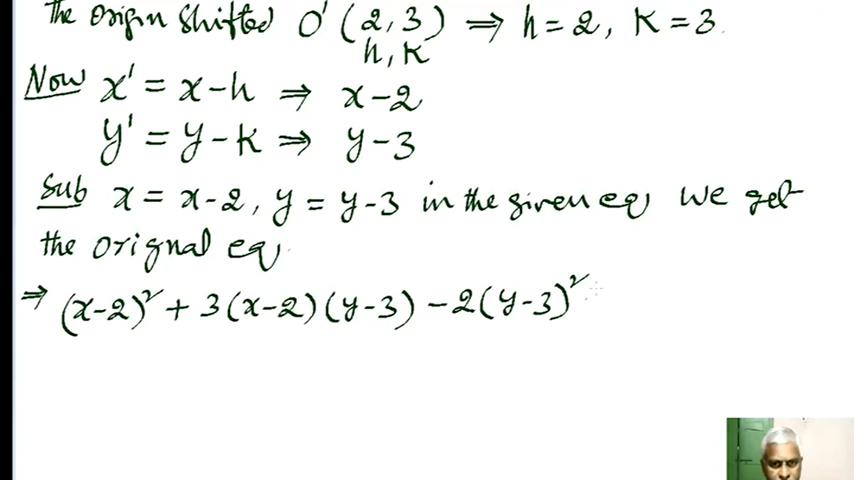 The Origin Shifted O' (2, 3) ⇒ h = 2, K = 3.
h, K
Now x' = x-h ⇒ x-2
y' = y-K ⇒ y-3
Sub x = x-2, y = y-3 in the given eq we get
the orignal eq
⇒ (x-2)² + 3(x-2)(y-3) - 2(y-3)²